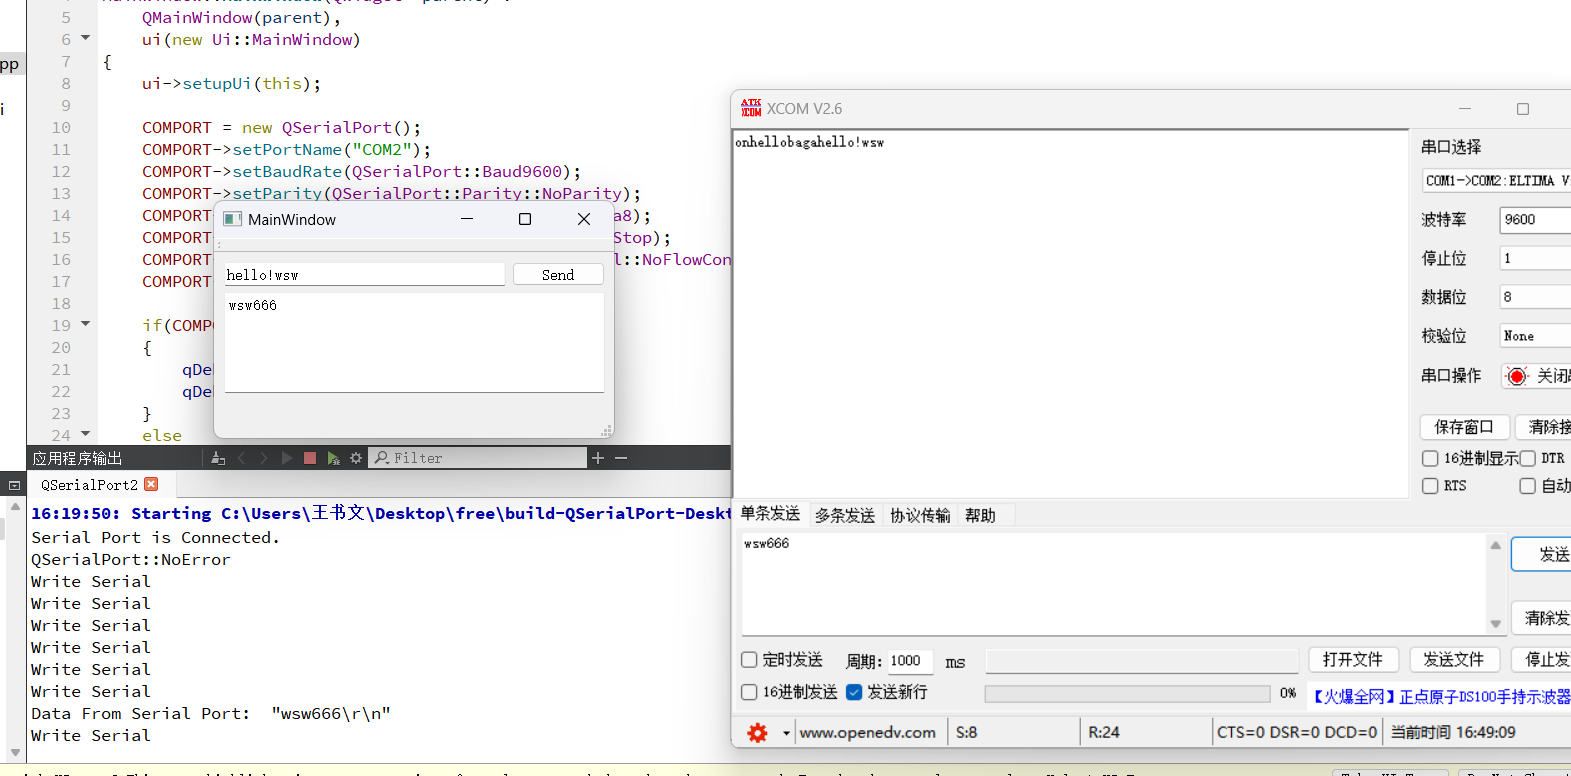 5 QMainWindow(parent),
6 ui(new Ui::MainWindow)
7 {
8 ui->setupUi(this);
9
10 COMPORT = new QSerialPort();
11 COMPORT->setPortName("COM2");
12 COMPORT->setBaudRate(QSerialPort::Baud9600);
13 COMPORT->setParity(QSerialPort::Parity::NoParity);
14 COMPOR a8);
15 COMPOR Stop);
16 COMPOR l::NoFlowCon
17 COMPOR
18
19 if(COMP
20 {
21 qDe
22 qDe
23 }
24 else
pp
i
MainWindow
hello!wsw Send
wsw666
应用程序输出 Filter
QSerialPort2
16:19:50: Starting C:\Users\王书文\Desktop\free\build-QSerialPort-Deskt
Serial Port is Connected.
QSerialPort::NoError
Write Serial
Write Serial
Write Serial
Write Serial
Write Serial
Write Serial
Data From Serial Port:  "wsw666\r\n"
Write Serial
ATK XCOM XCOM V2.6
onhellobagahello!wsw
串口选择
COM1->COM2:ELTIMA V
波特率 9600
停止位 1
数据位 8
校验位 None
串口操作 关闭
保存窗口 清除接
16进制显示 DTR
RTS 自动
单条发送 多条发送 协议传输 帮助
wsw666
发送
清除发
定时发送 周期: 1000 ms 打开文件 发送文件 停止发
16进制发送 发送新行 0% 【火爆全网】正点原子DS100手持示波器
www.openedv.com S:8 R:24 CTS=0 DSR=0 DCD=0 当前时间 16:49:09